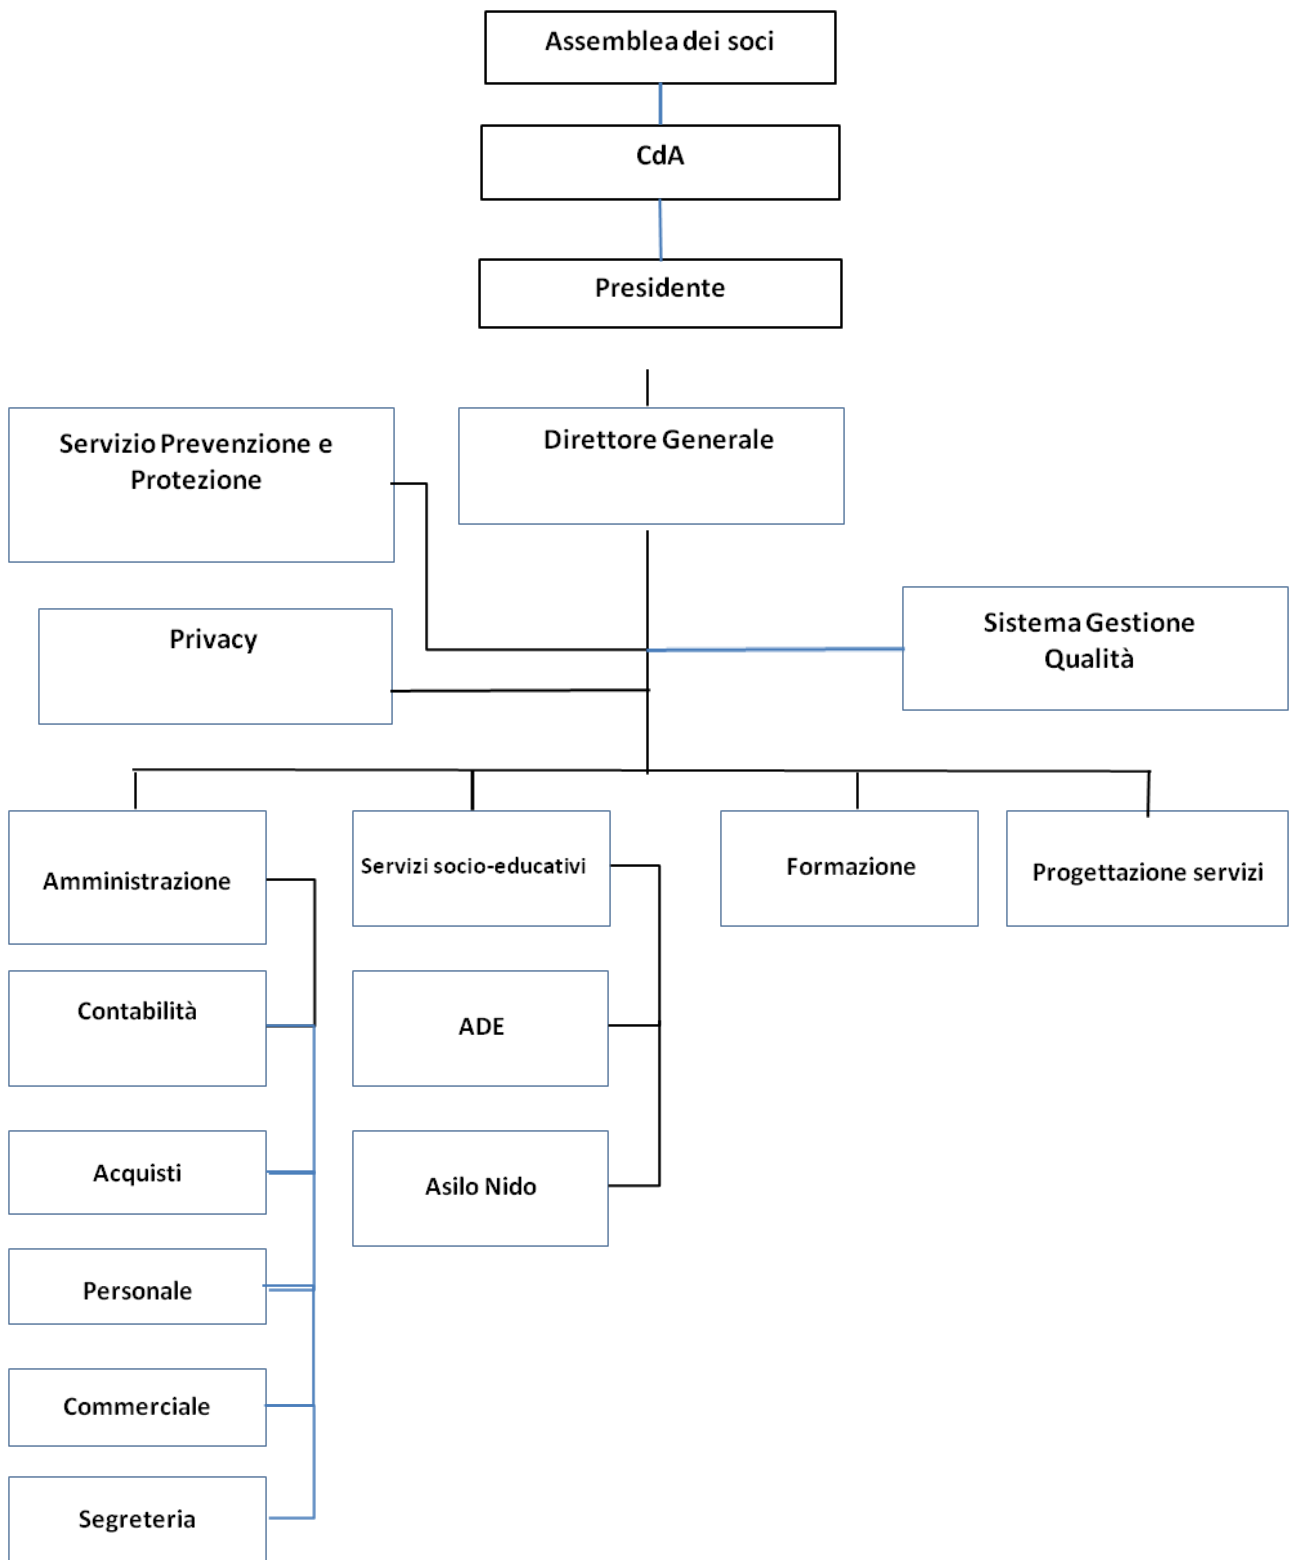 Assemblea dei soci
CdA
Presidente
Servizio Prevenzione e
Protezione
Direttore Generale
Privacy
Sistema Gestione
Qualità
Amministrazione
Servizi socio-educativi
Formazione
Progettazione servizi
Contabilità
ADE
Acquisti
Asilo Nido
Personale
Commerciale
Segreteria